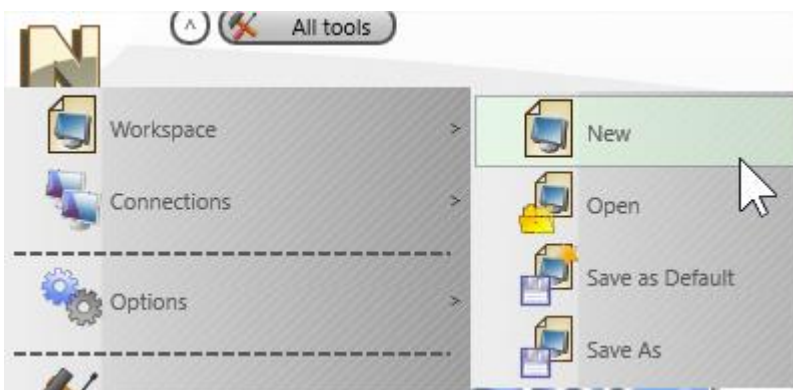 N
All tools
Workspace >
Connections >
Options >
New
Open
Save as Default
Save As